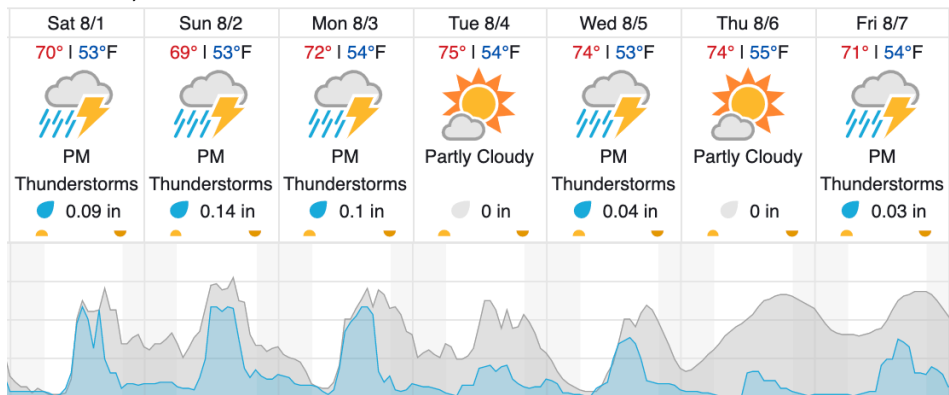 Sat 8/1 Sun 8/2 Mon 8/3 Tue 8/4 Wed 8/5 Thu 8/6 Fri 8/7
70° | 53°F 69° | 53°F 72° | 54°F 75° | 54°F 74° | 53°F 74° | 55°F 71° | 54°F
PM PM PM Partly Cloudy PM Partly Cloudy PM
Thunderstorms Thunderstorms Thunderstorms Thunderstorms Thunderstorms
0.09 in 0.14 in 0.1 in 0 in 0.04 in 0 in 0.03 in